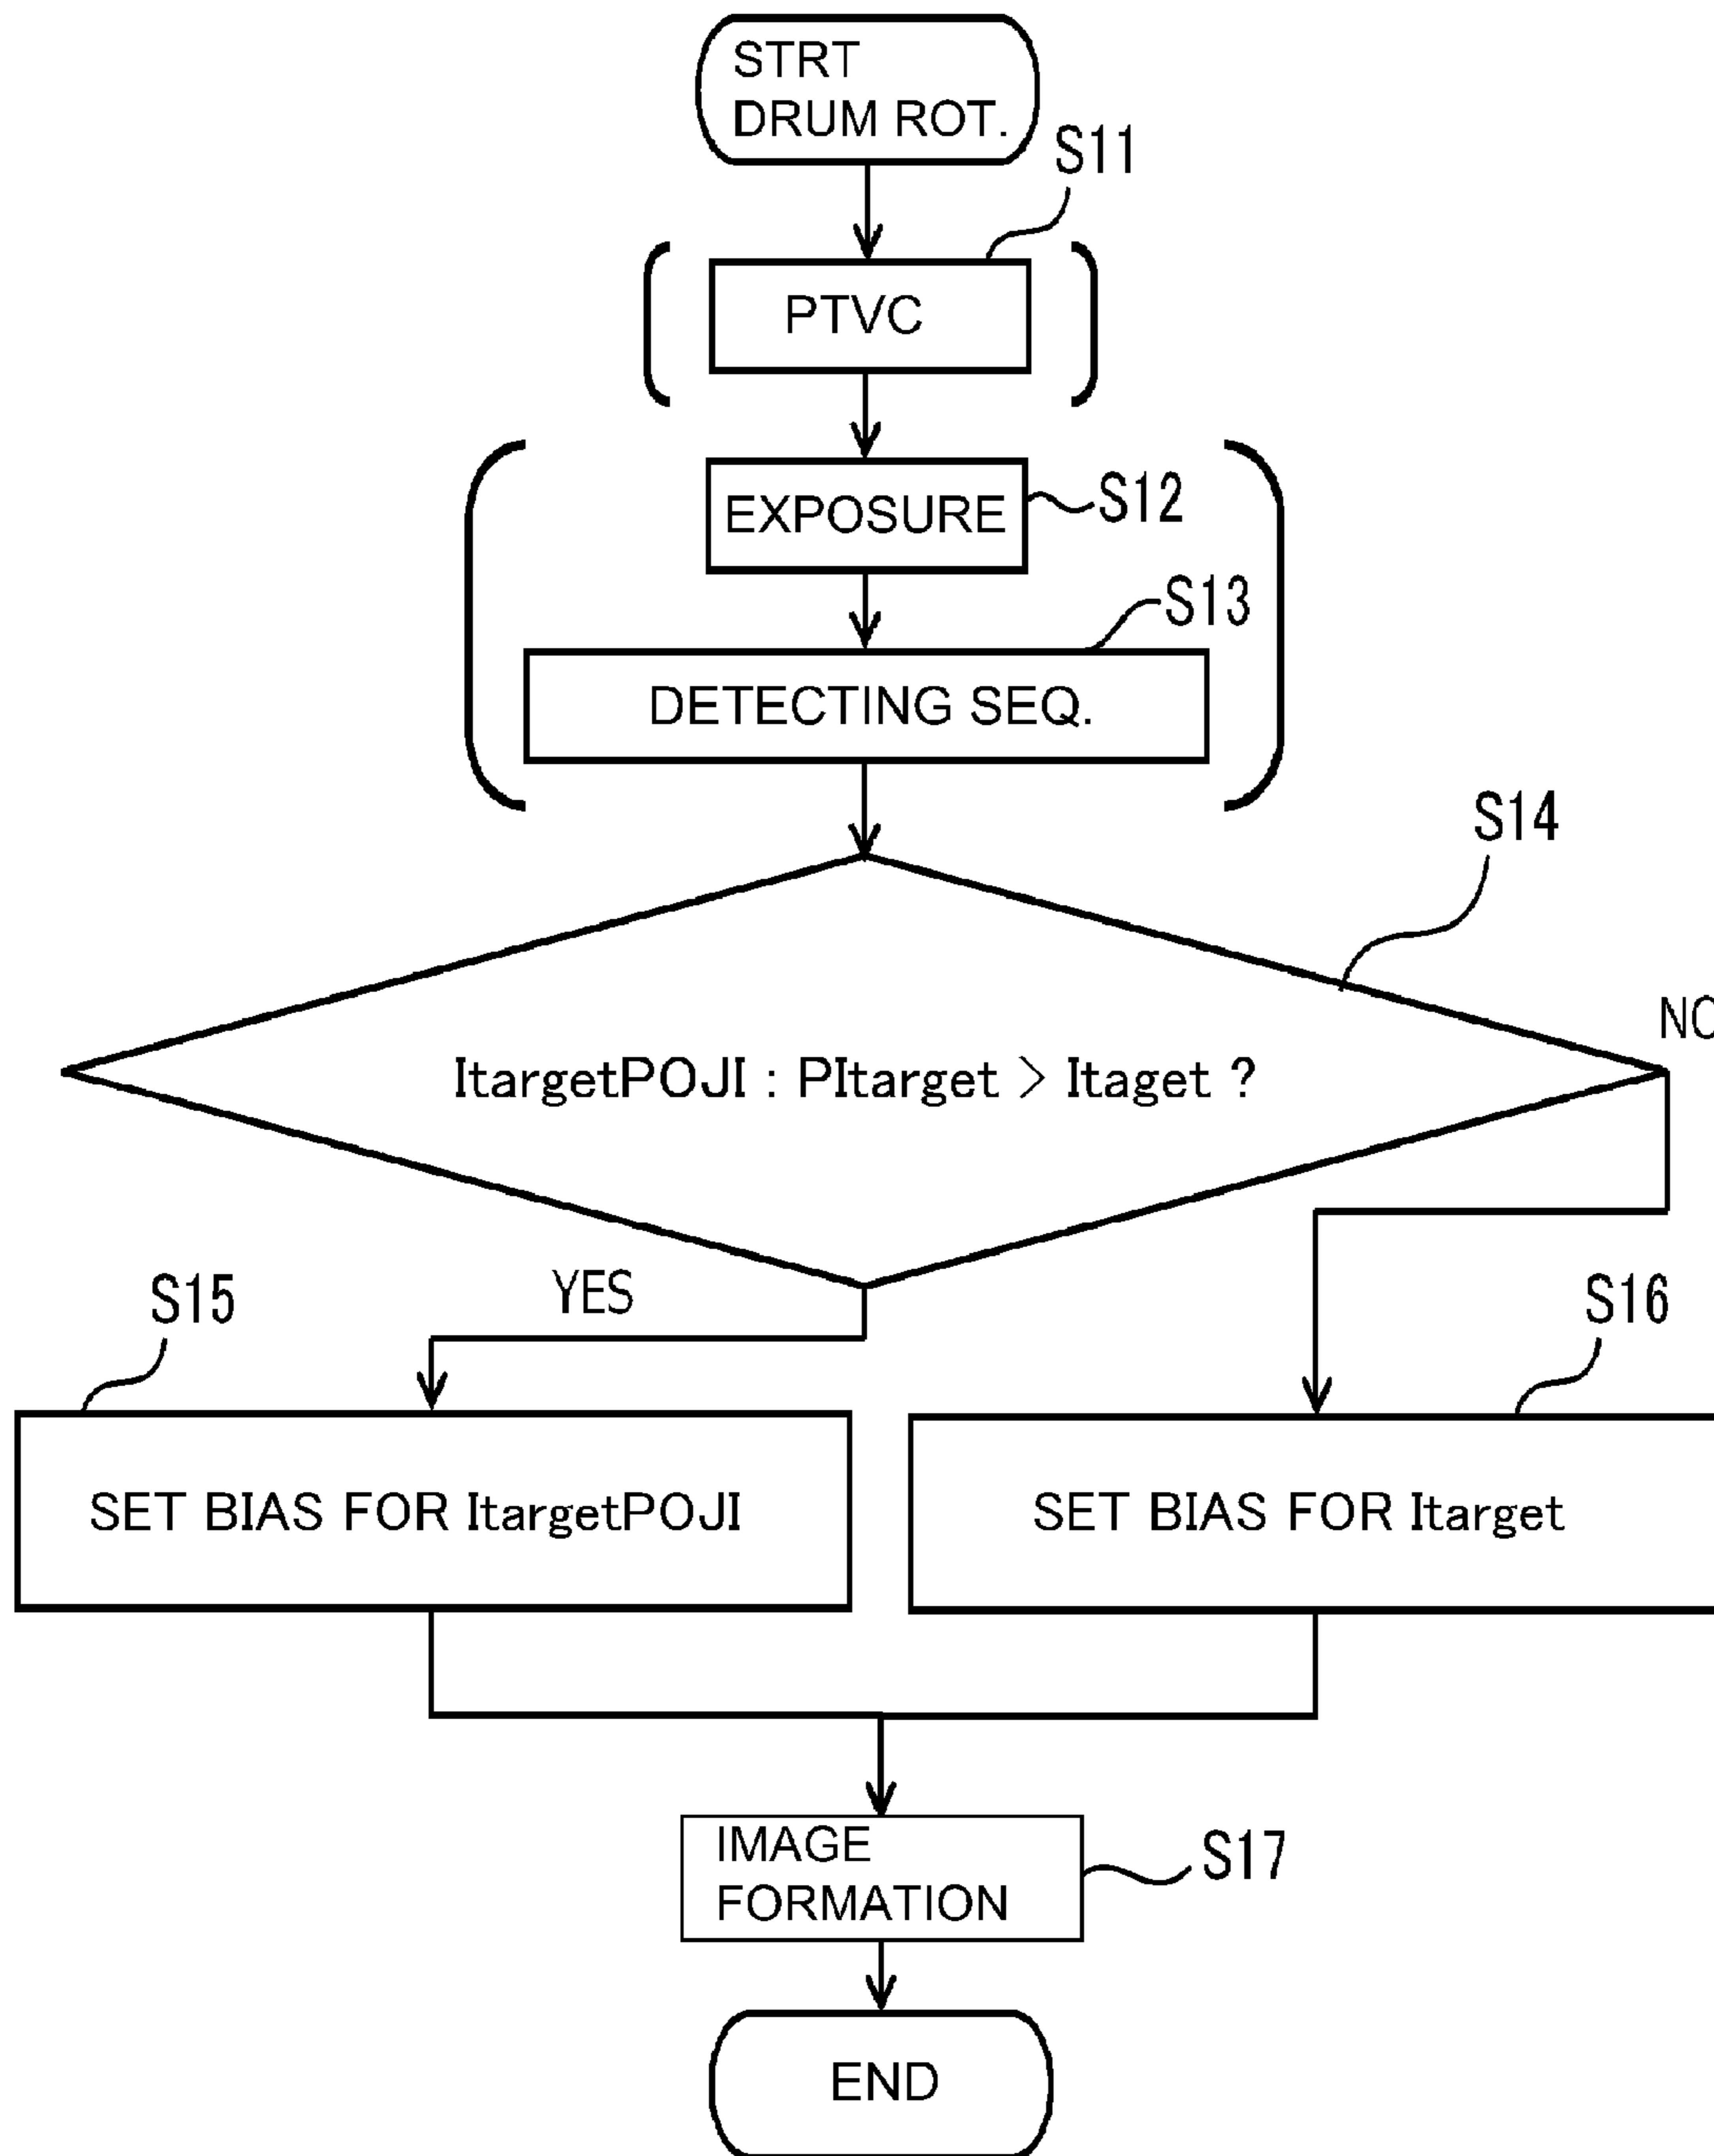 STRT
DRUM ROT.
S11
PTVC
EXPOSURE
S12
S13
DETECTING SEQ.
S14
NO
ItargetPOJI : PItarget > Itaget ?
YES
S15
S16
SET BIAS FOR ItargetPOJI
SET BIAS FOR Itarget
IMAGE
FORMATION
S17
END